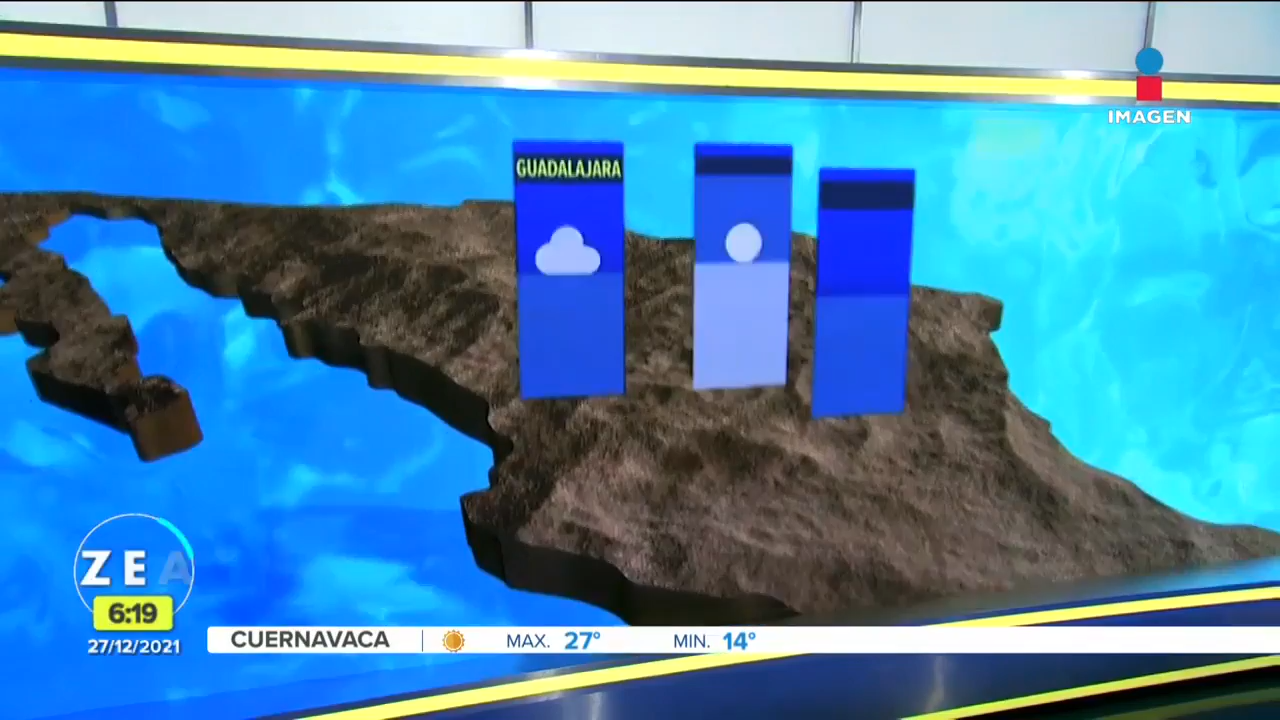 IMAGEN
GUADALAJARA
ZEA
6:19
27/12/2021
CUERNAVACA MAX. 27° MIN. 14°